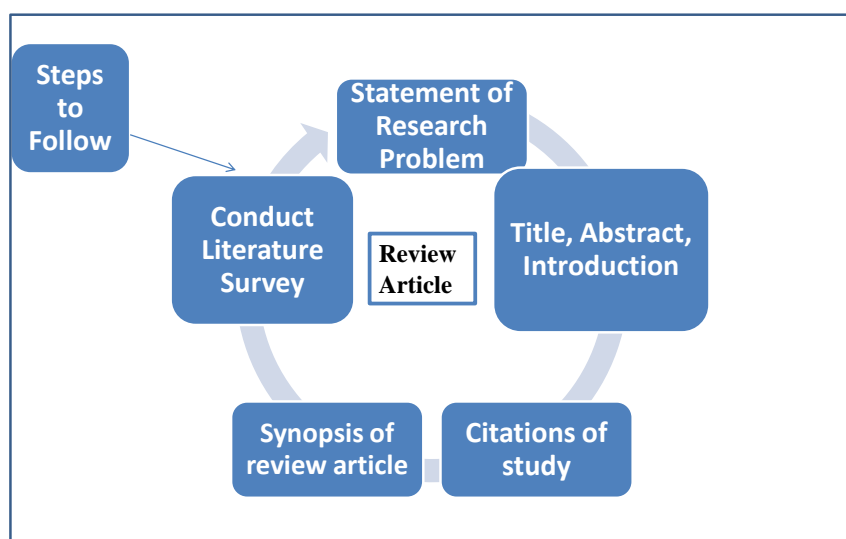 Steps
to
Follow
Statement of
Research
Problem
Conduct
Literature
Survey
Review
Article
Title, Abstract,
Introduction
Synopsis of
review article
Citations of
study